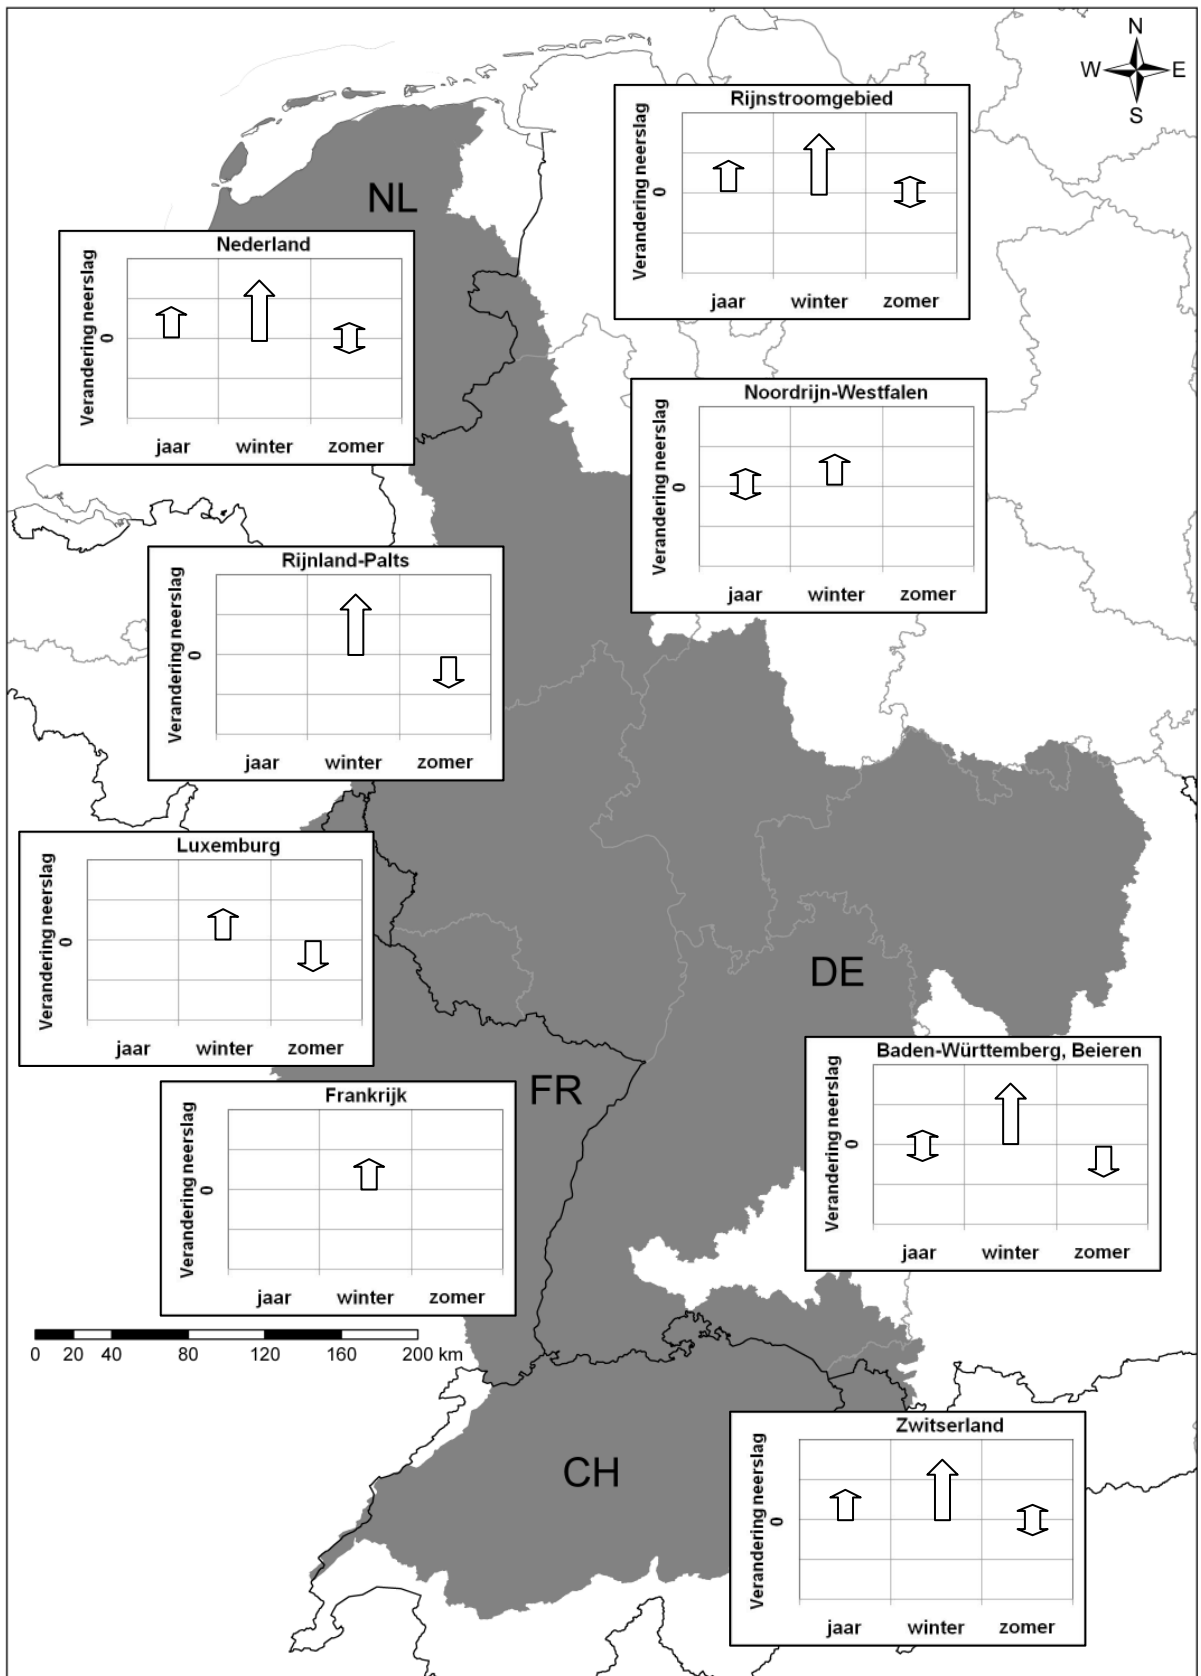 N
W E
S
Rijnstroomgebied
Verandering neerslag
0
jaar winter zomer
NL
Nederland
Verandering neerslag
0
jaar winter zomer
Noordrijn-Westfalen
Verandering neerslag
0
jaar winter zomer
Rijnland-Palts
Verandering neerslag
0
jaar winter zomer
Luxemburg
Verandering neerslag
0
jaar winter zomer
DE
Baden-Württemberg, Beieren
Verandering neerslag
0
jaar winter zomer
FR
Frankrijk
Verandering neerslag
0
jaar winter zomer
0 20 40 80 120 160 200 km
CH
Zwitserland
Verandering neerslag
0
jaar winter zomer